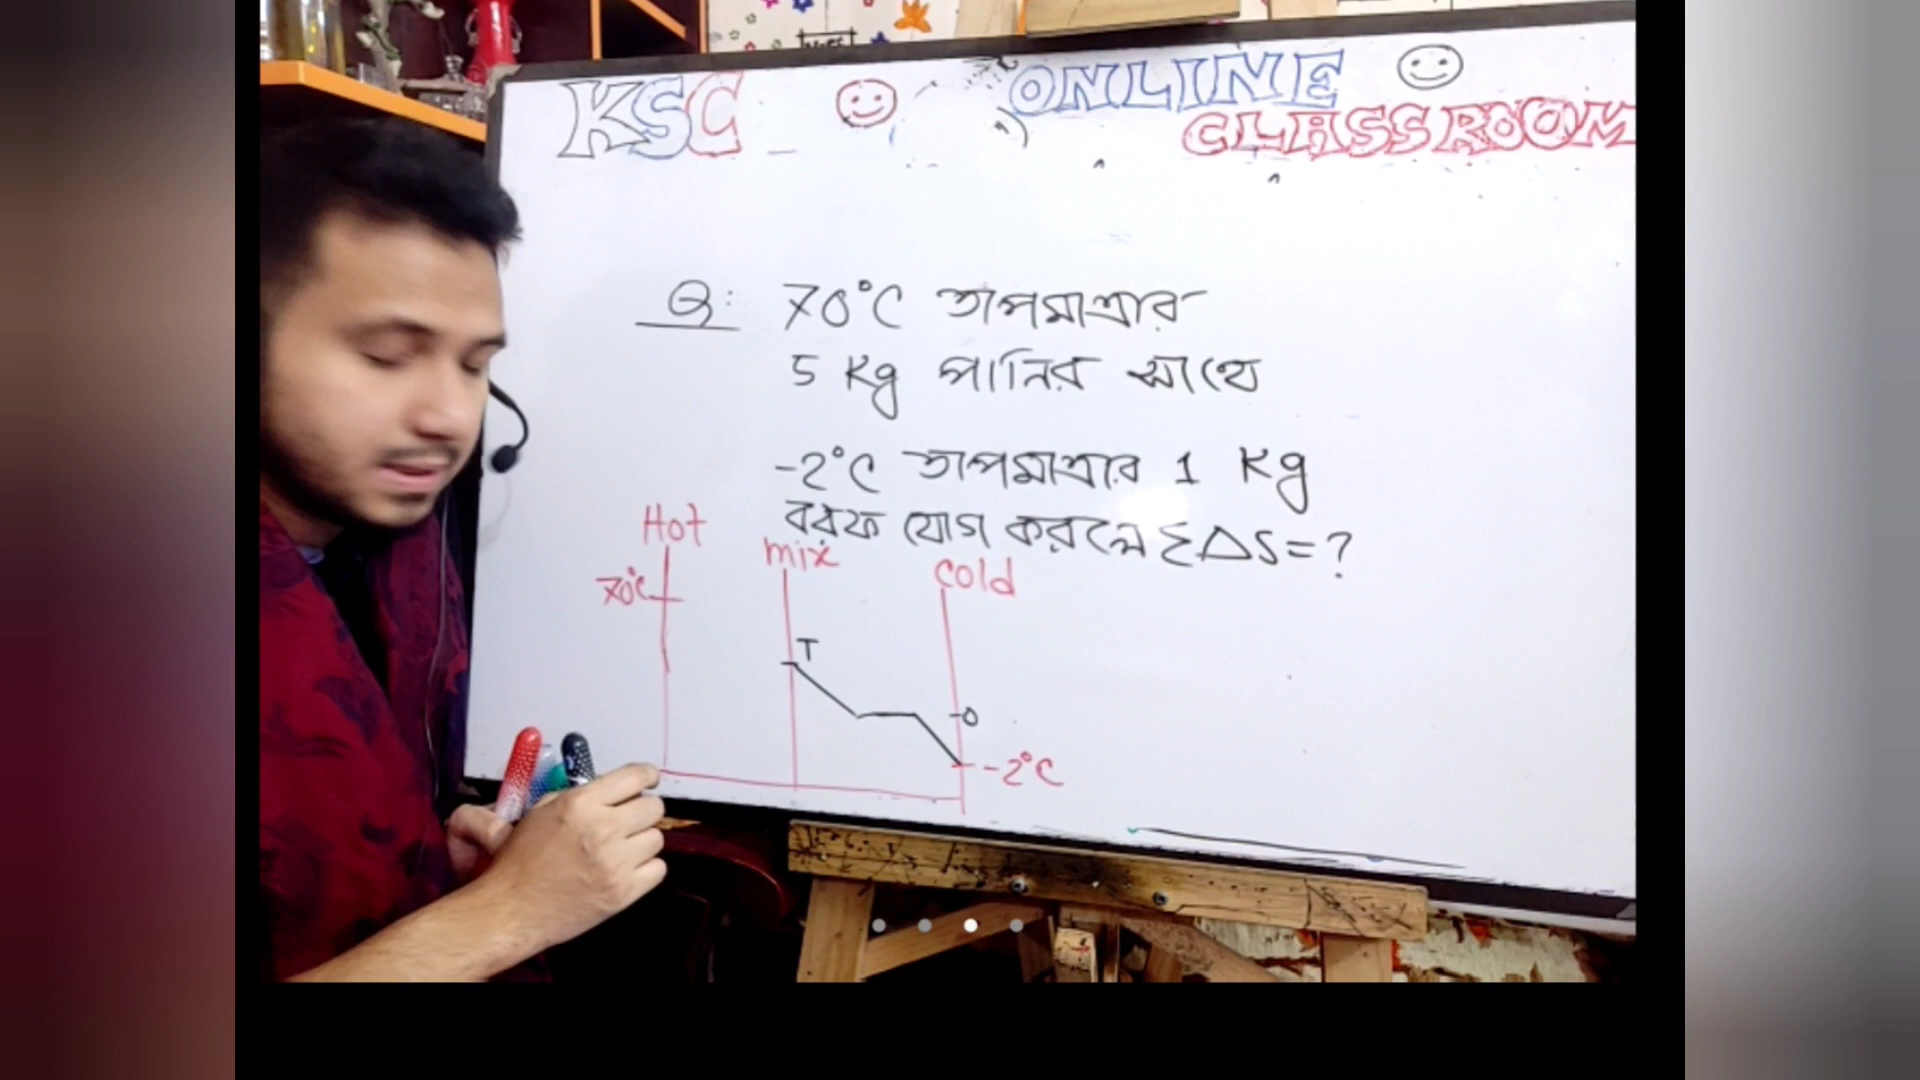 KSC ONLINE
CLASSROOM
Q: 70°C তাপমাত্রার
5 Kg পানির সাথে
-2°C তাপমাত্রার 1 Kg
বরফ যোগ করলে ΣΔS=?
Hot
mix
cold
70°C
T
0
-2°C